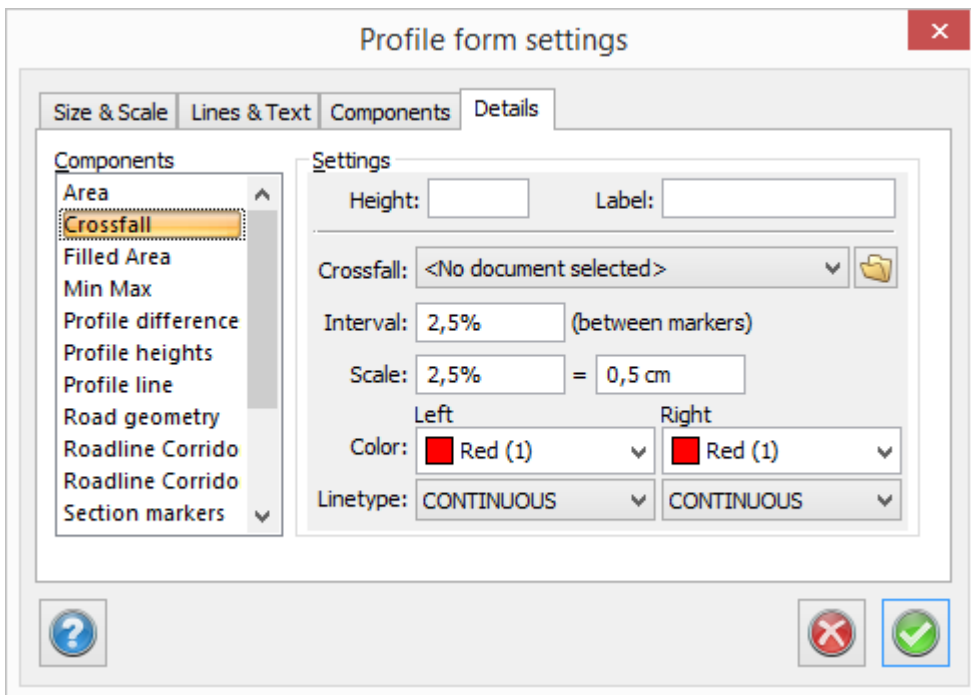 Profile form settings
Size & Scale Lines & Text Components Details
Components
Area
Crossfall
Filled Area
Min Max
Profile difference
Profile heights
Profile line
Road geometry
Roadline Corrido
Roadline Corrido
Section markers
Settings
Height: Label:
Crossfall: <No document selected>
Interval: 2,5% (between markers)
Scale: 2,5% = 0,5 cm
Left Right
Color: Red (1) Red (1)
Linetype: CONTINUOUS CONTINUOUS